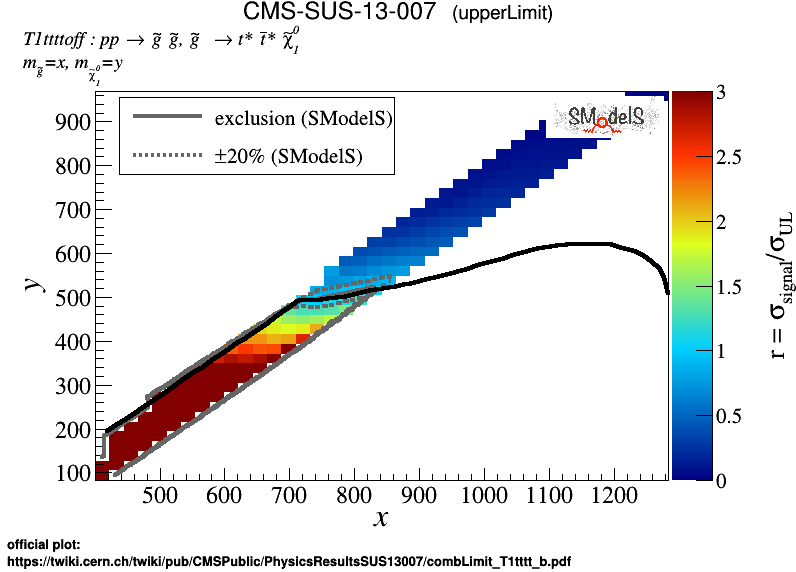 CMS-SUS-13-007 (upperLimit)
T1ttttoff : pp → g̃ g̃, g̃ → t* t̄* χ̃⁰₁
m_g̃=x, m_χ̃⁰₁=y
exclusion (SModelS)
±20% (SModelS)
SModelS
900
800
700
600
500
400
300
200
100
y
500
600
700
800
900
1000
1100
1200
x
3
2.5
2
1.5
1
0.5
0
r = σ_signal/σ_UL
official plot:
https://twiki.cern.ch/twiki/pub/CMSPublic/PhysicsResultsSUS13007/combLimit_T1tttt_b.pdf